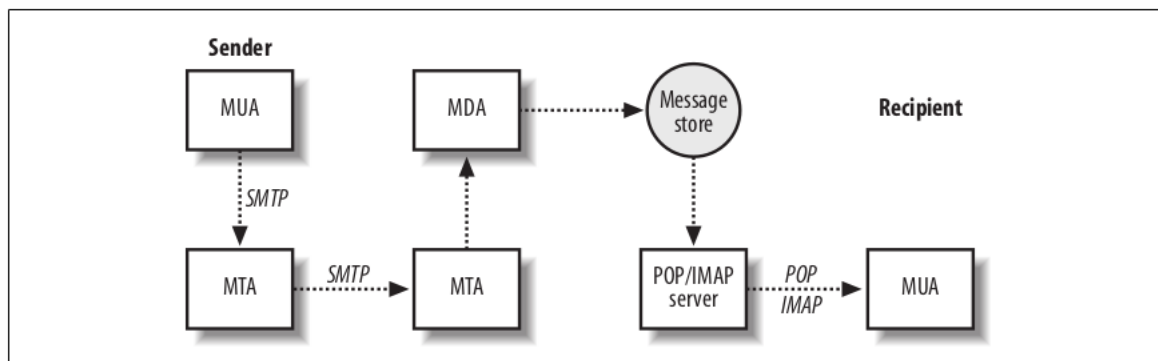 Sender
MUA
SMTP
MTA
SMTP
MTA
MDA
Message
store
POP/IMAP
server
POP
IMAP
Recipient
MUA